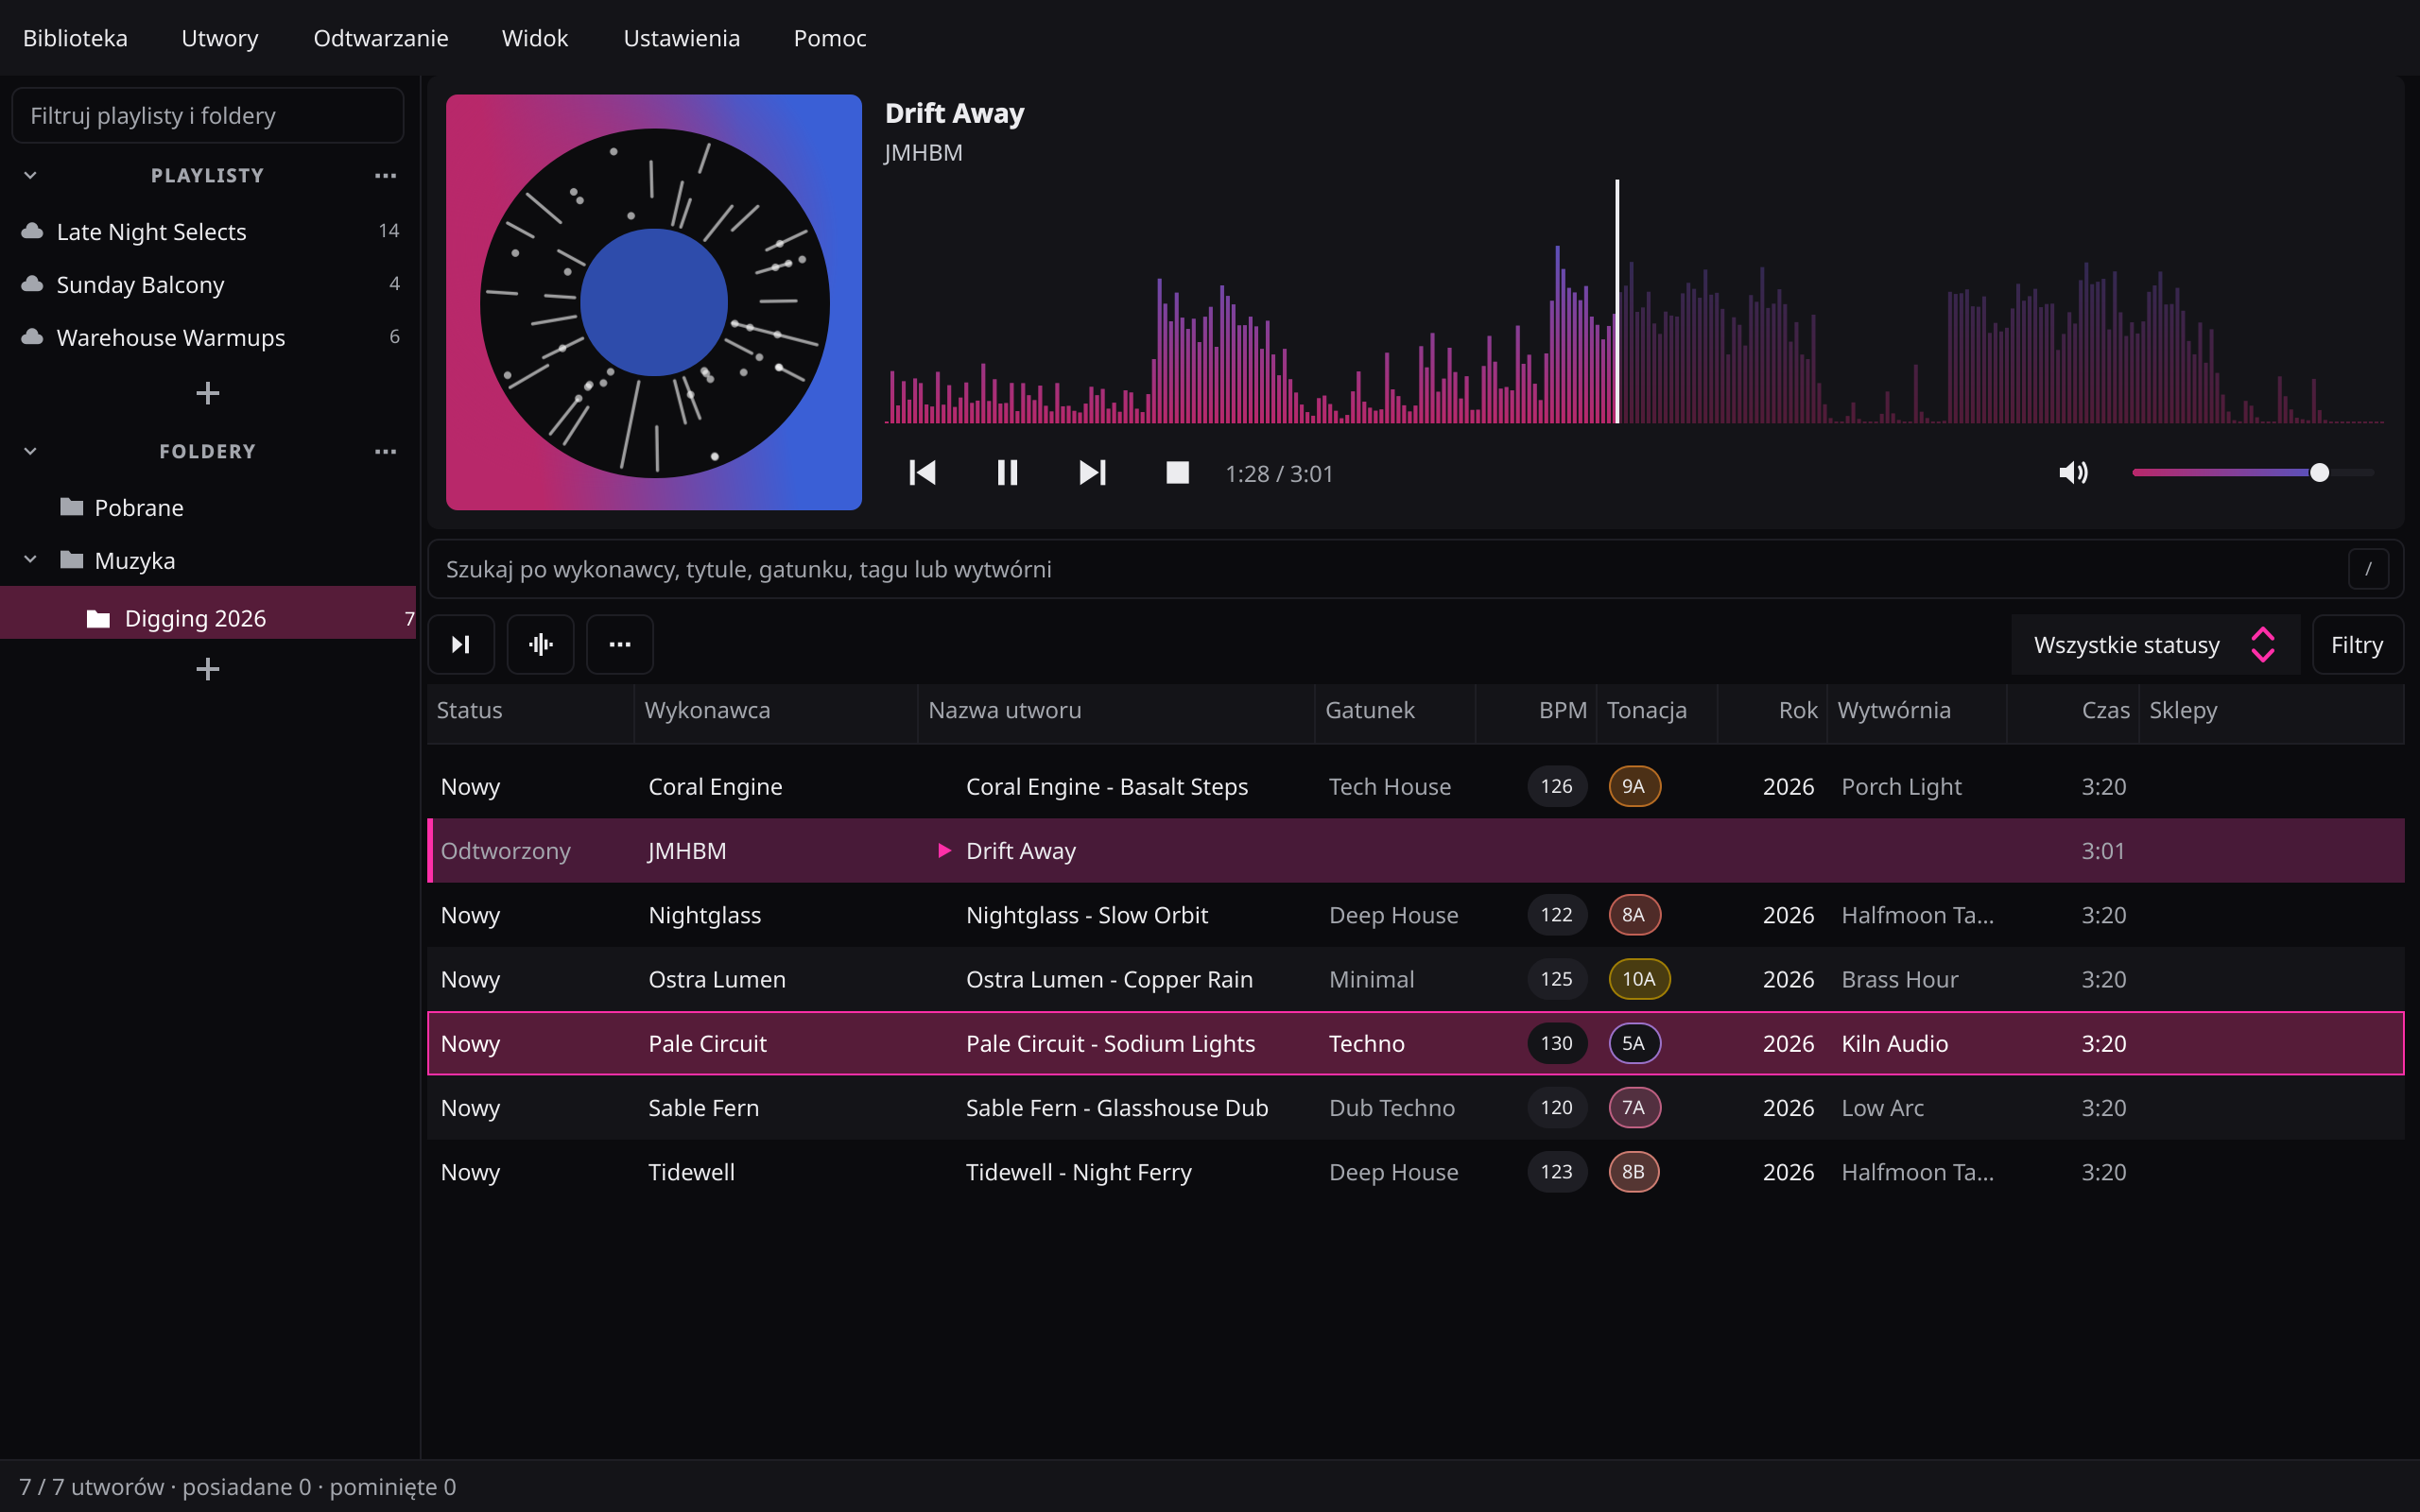 Biblioteka Utwory Odtwarzanie Widok Ustawienia Pomoc
Filtruj playlisty i foldery
PLAYLISTY
Late Night Selects 14
Sunday Balcony 4
Warehouse Warmups 6
FOLDERY
Pobrane
Muzyka
Digging 2026 7
Drift Away
JMHBM
1:28 / 3:01
Szukaj po wykonawcy, tytule, gatunku, tagu lub wytwórni /
Wszystkie statusy Filtry
Status Wykonawca Nazwa utworu Gatunek BPM Tonacja Rok Wytwórnia Czas Sklepy
Nowy Coral Engine Coral Engine - Basalt Steps Tech House 126 9A 2026 Porch Light 3:20
Odtworzony JMHBM Drift Away 3:01
Nowy Nightglass Nightglass - Slow Orbit Deep House 122 8A 2026 Halfmoon Ta... 3:20
Nowy Ostra Lumen Ostra Lumen - Copper Rain Minimal 125 10A 2026 Brass Hour 3:20
Nowy Pale Circuit Pale Circuit - Sodium Lights Techno 130 5A 2026 Kiln Audio 3:20
Nowy Sable Fern Sable Fern - Glasshouse Dub Dub Techno 120 7A 2026 Low Arc 3:20
Nowy Tidewell Tidewell - Night Ferry Deep House 123 8B 2026 Halfmoon Ta... 3:20
7 / 7 utworów · posiadane 0 · pominięte 0